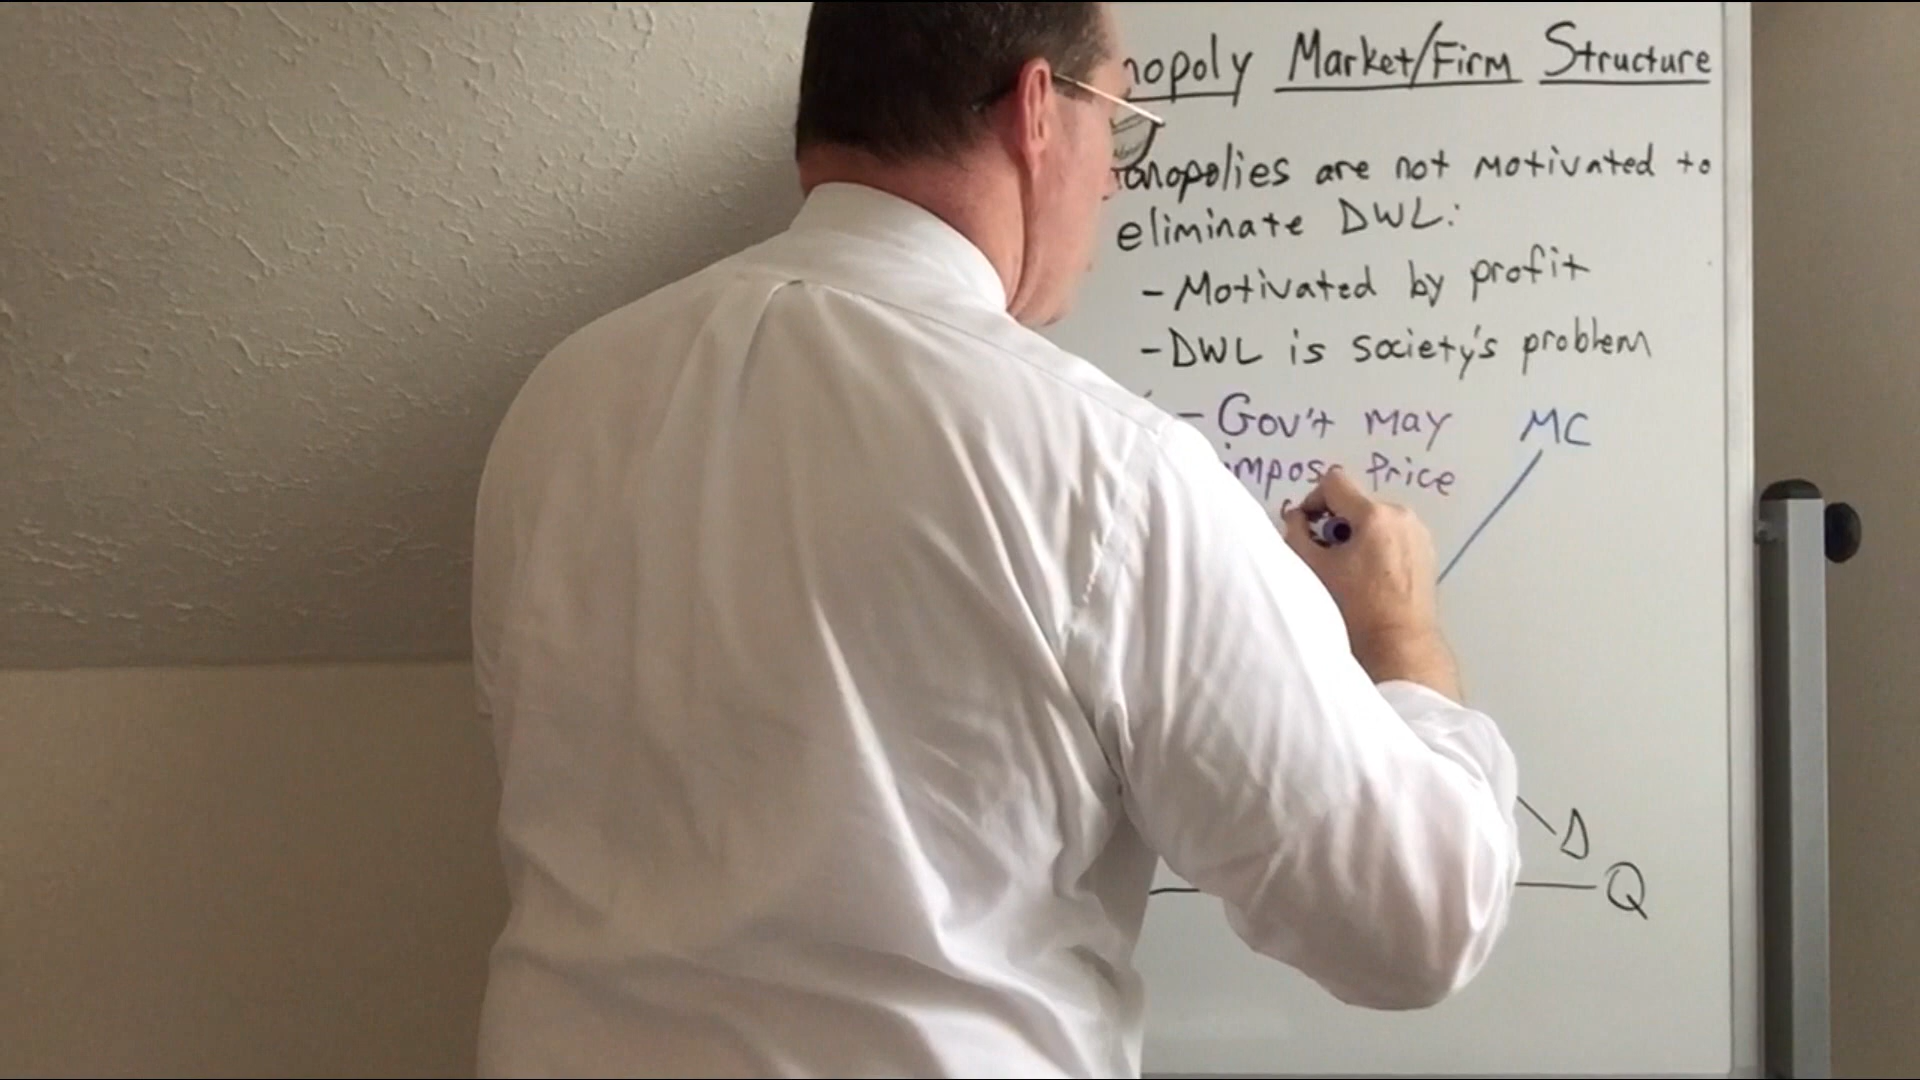 nopoly Market/Firm Structure
onopolies are not motivated to
eliminate DWL:
- Motivated by profit
- DWL is society's problem
- Gov't may
impose Price
MC
D
Q